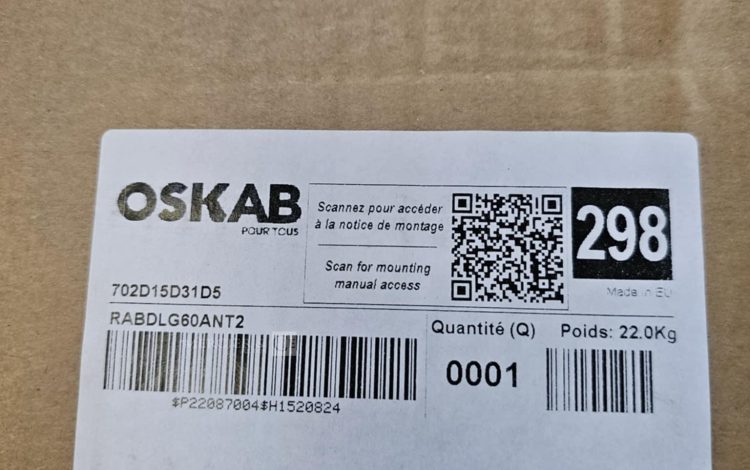 OSKAB
POUR TOUS
Scannez pour accéder
à la notice de montage
Scan for mounting
manual access
298
Made in EU
702D15D31D5
RABDLG60ANT2
$P22087004$H1520824
Quantité (Q)
0001
Poids: 22.0Kg